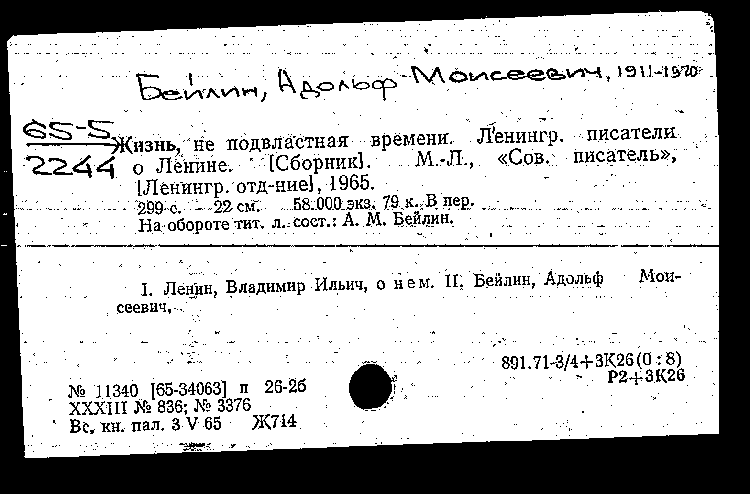 Бейлин, Адольф Моисеевич, 1911-1970
65-5
2244
Жизнь, не подвластная времени. Ленингр. писатели
о Ленине. [Сборник]. М.-Л., «Сов. писатель»,
[Ленингр. отд-ние], 1965.
299 с. 22 см. 58.000 экз. 79 к. В пер.
На обороте тит. л. сост.: А. М. Бейлин.
I. Ленин, Владимир Ильич, о нем. II. Бейлин, Адольф Мои-
сеевич.
891.71-3/4+3К26(0:8)
Р2+3К26
№ 11340 [65-34063] п 26-2б
XXXIII № 836; № 3376
Вс. кн. пал. 3 V 65 Ж714